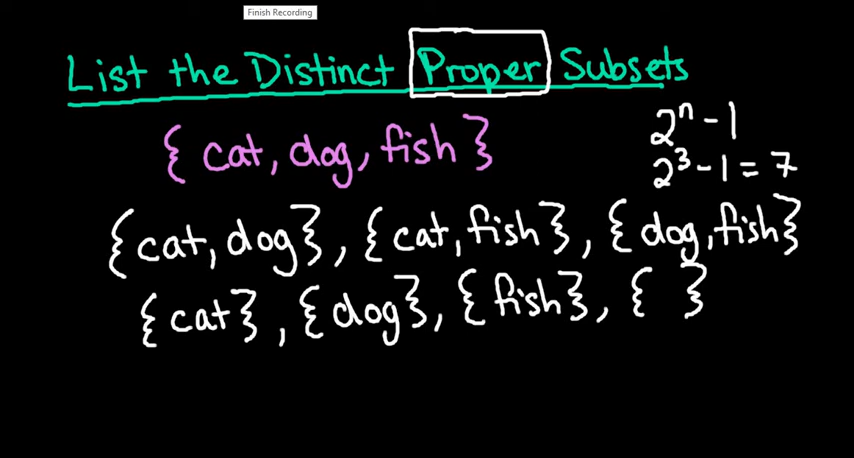 Finish Recording
List the Distinct Proper Subsets
{ cat, dog, fish }
2ⁿ - 1
2³ - 1 = 7
{cat, dog}, {cat, fish}, {dog, fish}
{cat}, {dog}, {fish}, { }